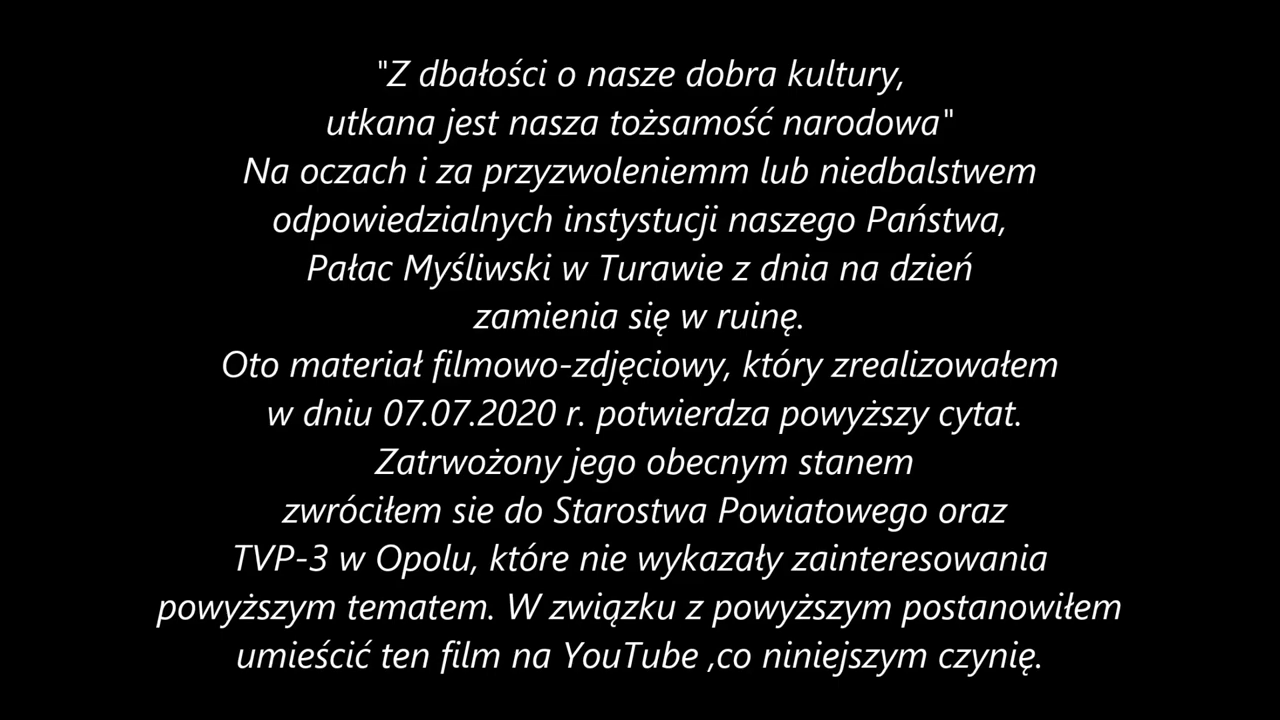 "Z dbałości o nasze dobra kultury,
utkana jest nasza tożsamość narodowa"
Na oczach i za przyzwoleniemm lub niedbalstwem
odpowiedzialnych instystucji naszego Państwa,
Pałac Myśliwski w Turawie z dnia na dzień
zamienia się w ruinę.
Oto materiał filmowo-zdjęciowy, który zrealizowałem
w dniu 07.07.2020 r. potwierdza powyższy cytat.
Zatrwożony jego obecnym stanem
zwróciłem sie do Starostwa Powiatowego oraz
TVP-3 w Opolu, które nie wykazały zainteresowania
powyższym tematem. W związku z powyższym postanowiłem
umieścić ten film na YouTube ,co niniejszym czynię.